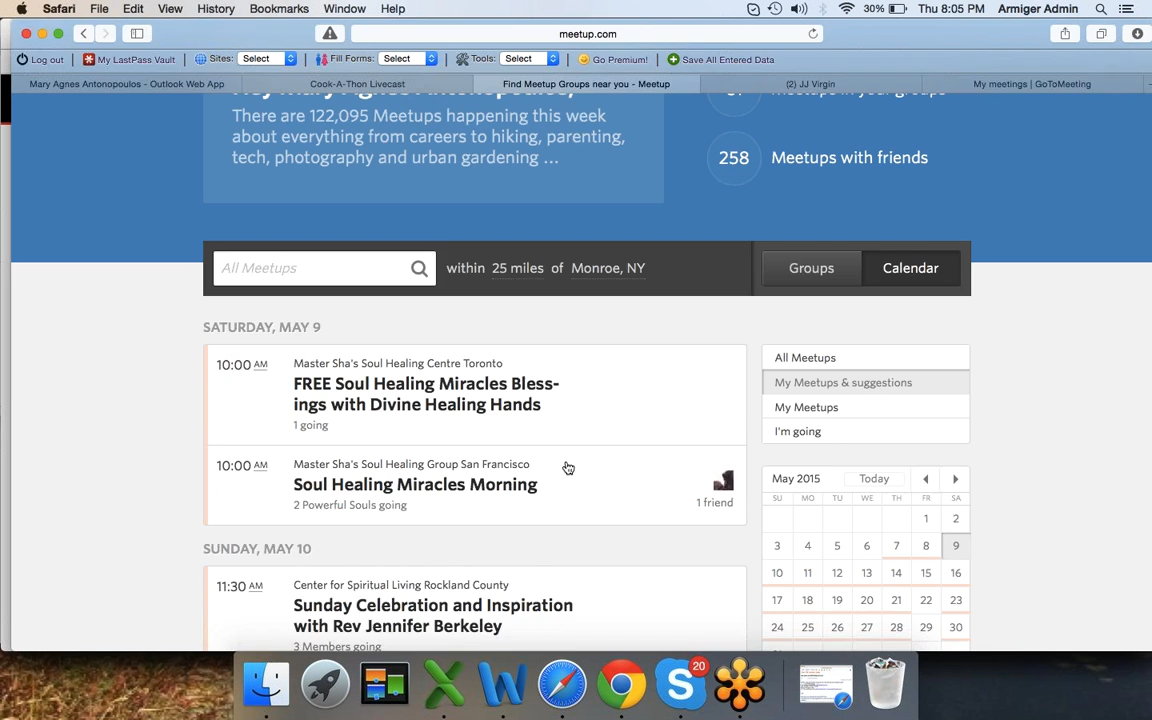 Safari File Edit View History Bookmarks Window Help 30% Thu 8:05 PM Armiger Admin
meetup.com
Log out My LastPass Vault Sites: Select Fill Forms: Select Tools: Select Go Premium! Save All Entered Data
Mary Agnes Antonopoulos - Outlook Web App Cook-A-Thon Livecast Find Meetup Groups near you - Meetup (2) JJ Virgin My meetings | GoToMeeting
There are 122,095 Meetups happening this week
about everything from careers to hiking, parenting,
tech, photography and urban gardening ...
258 Meetups with friends
All Meetups within 25 miles of Monroe, NY Groups Calendar
SATURDAY, MAY 9
10:00 AM Master Sha's Soul Healing Centre Toronto
FREE Soul Healing Miracles Bless-
ings with Divine Healing Hands
1 going
10:00 AM Master Sha's Soul Healing Group San Francisco
Soul Healing Miracles Morning
2 Powerful Souls going 1 friend
SUNDAY, MAY 10
11:30 AM Center for Spiritual Living Rockland County
Sunday Celebration and Inspiration
with Rev Jennifer Berkeley
3 Members going
All Meetups
My Meetups & suggestions
My Meetups
I'm going
May 2015 Today
SU MO TU WE TH FR SA
1 2
3 4 5 6 7 8 9
10 11 12 13 14 15 16
17 18 19 20 21 22 23
24 25 26 27 28 29 30
20